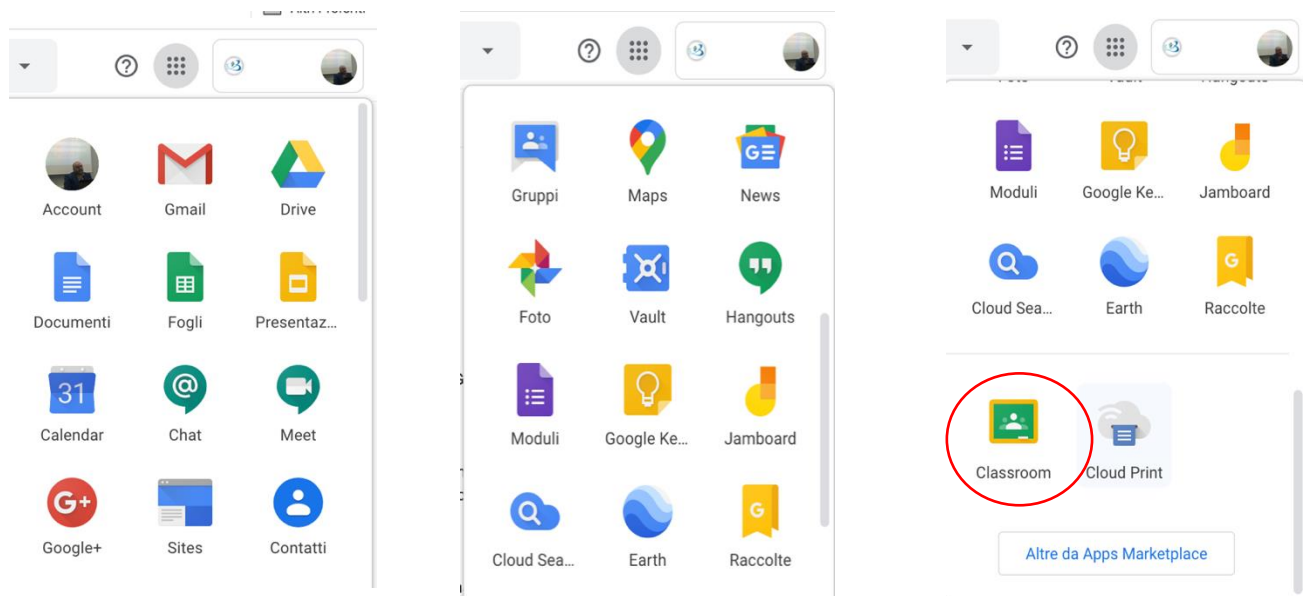 Account Gmail Drive
Documenti Fogli Presentaz...
31
Calendar Chat Meet
G+
Google+ Sites Contatti
Gruppi Maps News
Foto Vault Hangouts
Moduli Google Ke... Jamboard
G
Cloud Sea... Earth Raccolte
Moduli Google Ke... Jamboard
G
Cloud Sea... Earth Raccolte
Classroom Cloud Print
Altre da Apps Marketplace